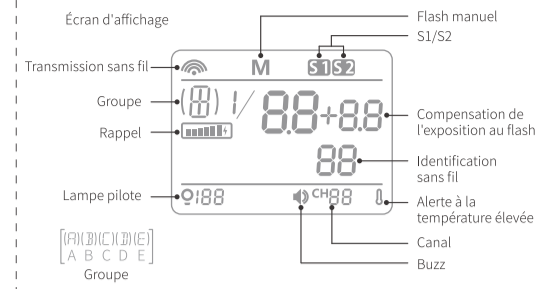 Écran d'affichage
Flash manuel
S1/S2
Transmission sans fil
M S1 S2
Groupe
(8) 1/8.8+8.8
Compensation de
l'exposition au flash
Rappel
88
Identification
sans fil
Lampe pilote
188
CH88
Alerte à la
température élevée
Canal
Buzz
[(A)(B)(C)(D)(E)]
A B C D E
Groupe